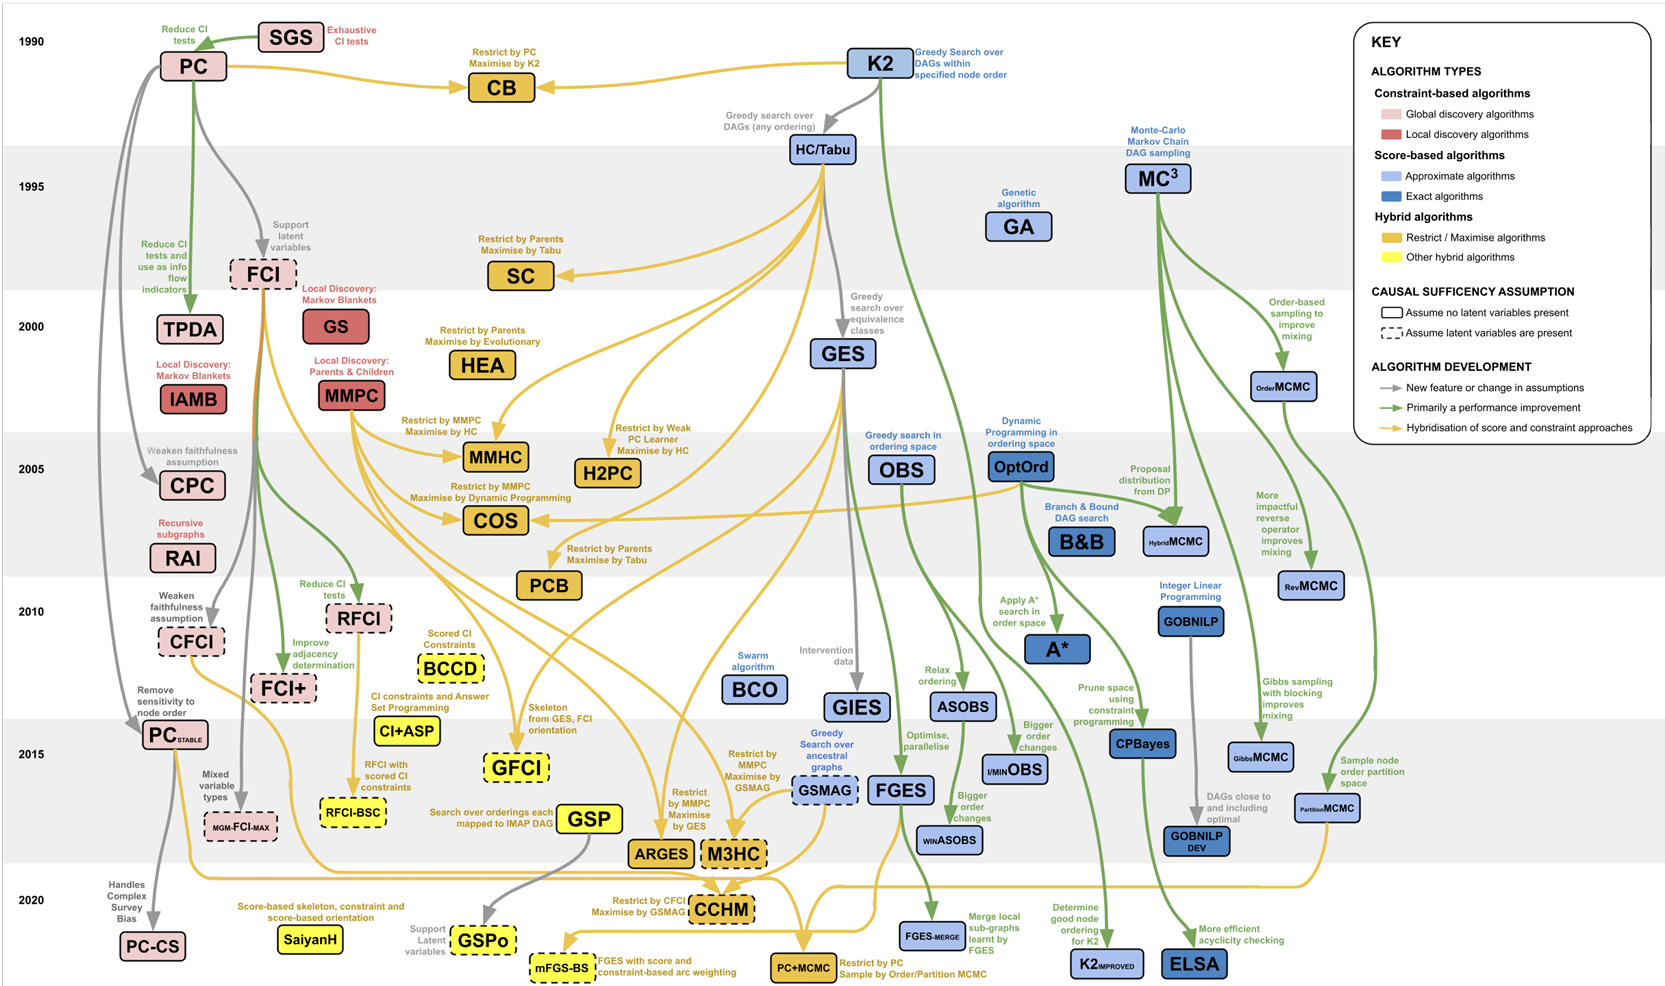 1990
1995
2000
2005
2010
2015
2020
Reduce CI
tests
SGS
Exhaustive
CI tests
PC
Restrict by PC
Maximise by K2
CB
K2
Greedy Search over
DAGs within
specified node order
Greedy search over
DAGs (any ordering)
HC/Tabu
Monte-Carlo
Markov Chain
DAG sampling
MC3
Genetic
algorithm
GA
Support
latent
variables
FCI
Reduce CI
tests and
use as info
flow
indicators
TPDA
Restrict by Parents
Maximise by Tabu
SC
Local Discovery:
Markov Blankets
GS
Greedy
search over
equivalence
classes
GES
Order-based
sampling to
improve
mixing
OrderMCMC
Restrict by Parents
Maximise by Evolutionary
HEA
Local Discovery:
Markov Blankets
IAMB
Local Discovery:
Parents & Children
MMPC
Restrict by MMPC
Maximise by HC
MMHC
Restrict by Weak
PC Learner
Maximise by HC
H2PC
Greedy search in
ordering space
OBS
Dynamic
Programming in
ordering space
OptOrd
Weaken faithfulness
assumption
CPC
Restrict by MMPC
Maximise by Dynamic Programming
COS
Proposal
distribution
from DP
HybridMCMC
Branch & Bound
DAG search
B&B
More
impactful
reverse
operator
improves
mixing
RevMCMC
Recursive
subgraphs
RAI
Restrict by Parents
Maximise by Tabu
PCB
Weaken
faithfulness
assumption
CFCI
Reduce CI
tests
RFCI
Improve
adjacency
determination
FCI+
Scored CI
Constraints
BCCD
Apply A*
search in
order space
A*
Integer Linear
Programming
GOBNILP
Swarm
algorithm
BCO
Intervention
data
GIES
Relax
ordering
ASOBS
Prune space
using
constraint
programming
CPBayes
Gibbs sampling
with blocking
improves
mixing
GibbsMCMC
Remove
sensitivity to
node order
PCSTABLE
CI constraints and Answer
Set Programming
CI+ASP
Skeleton
from GES, FCI
orientation
GFCI
Greedy
Search over
ancestral
graphs
GSMAG
Optimise,
parallelise
FGES
Bigger
order
changes
I/MINOBS
Sample node
order partition
space
PartitionMCMC
Mixed
variable
types
MGM-FCI-MAX
RFCI with
scored CI
constraints
RFCI-BSC
Search over orderings each
mapped to IMAP DAG
GSP
Restrict
by MMPC
Maximise
by GES
ARGES
Restrict by
MMPC
Maximise by
GSMAG
M3HC
Bigger
order
changes
WINASOBS
DAGs close to
and including
optimal
GOBNILP
DEV
Handles
Complex
Survey
Bias
PC-CS
Score-based skeleton, constraint and
score-based orientation
SaiyanH
Support
Latent
variables
GSPo
Restrict by CFCI
Maximise by GSMAG
CCHM
mFGS-BS
FGES with score and
constraint-based arc weighting
PC+MCMC
Restrict by PC
Sample by Order/Partition MCMC
FGES-MERGE
Merge local
sub-graphs
learnt by
FGES
Determine
good node
ordering
for K2
K2IMPROVED
More efficient
acyclicity checking
ELSA
KEY
ALGORITHM TYPES
Constraint-based algorithms
Global discovery algorithms
Local discovery algorithms
Score-based algorithms
Approximate algorithms
Exact algorithms
Hybrid algorithms
Restrict / Maximise algorithms
Other hybrid algorithms
CAUSAL SUFFICENCY ASSUMPTION
Assume no latent variables present
Assume latent variables are present
ALGORITHM DEVELOPMENT
New feature or change in assumptions
Primarily a performance improvement
Hybridisation of score and constraint approaches